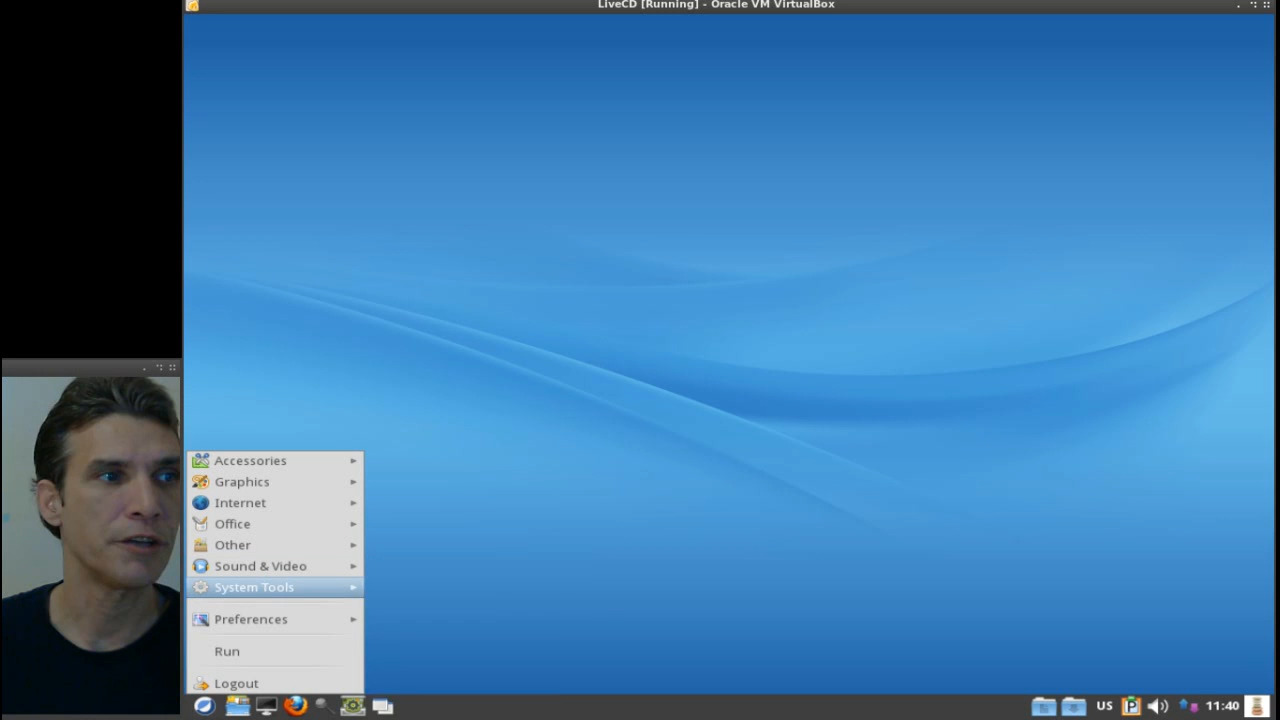 LiveCD [Running] - Oracle VM VirtualBox
Accessories
Graphics
Internet
Office
Other
Sound & Video
System Tools
Preferences
Run
Logout
US
P
11:40